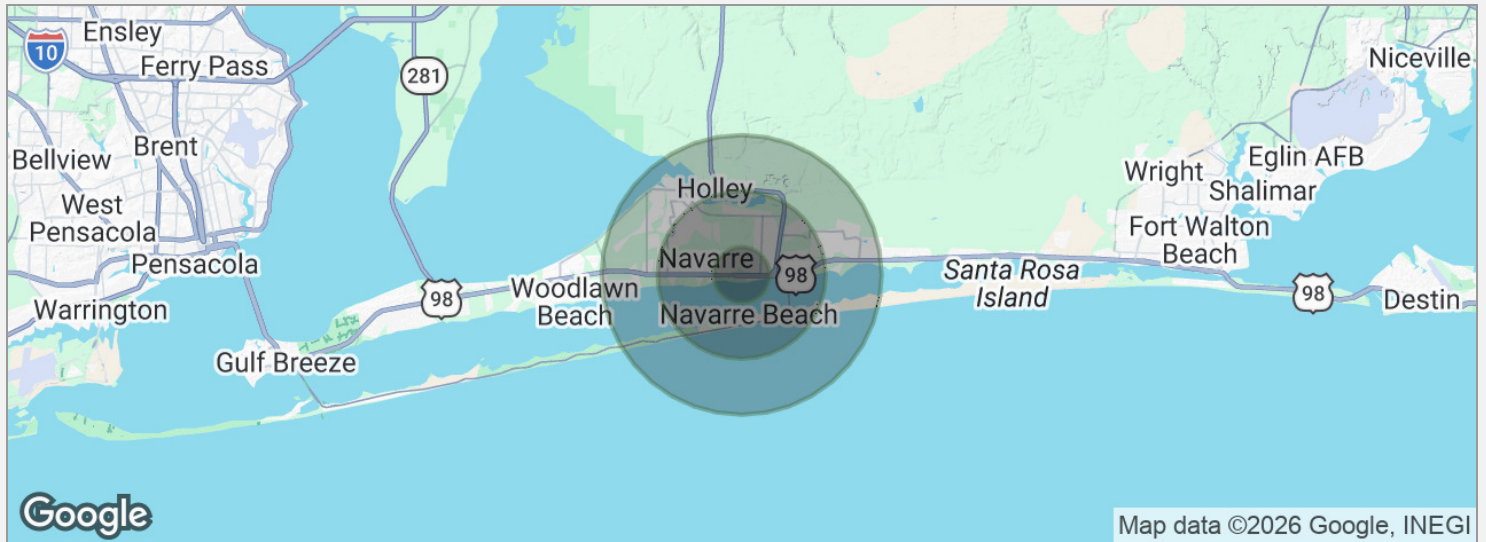 Ensley
10
Ferry Pass
281
Niceville
Bellview
Brent
Eglin AFB
Wright
Shalimar
Holley
West
Pensacola
Fort Walton
Beach
Pensacola
Navarre
98
Santa Rosa
Island
Woodlawn
Beach
98
98
Destin
Warrington
Navarre Beach
Gulf Breeze
Google
Map data ©2026 Google, INEGI